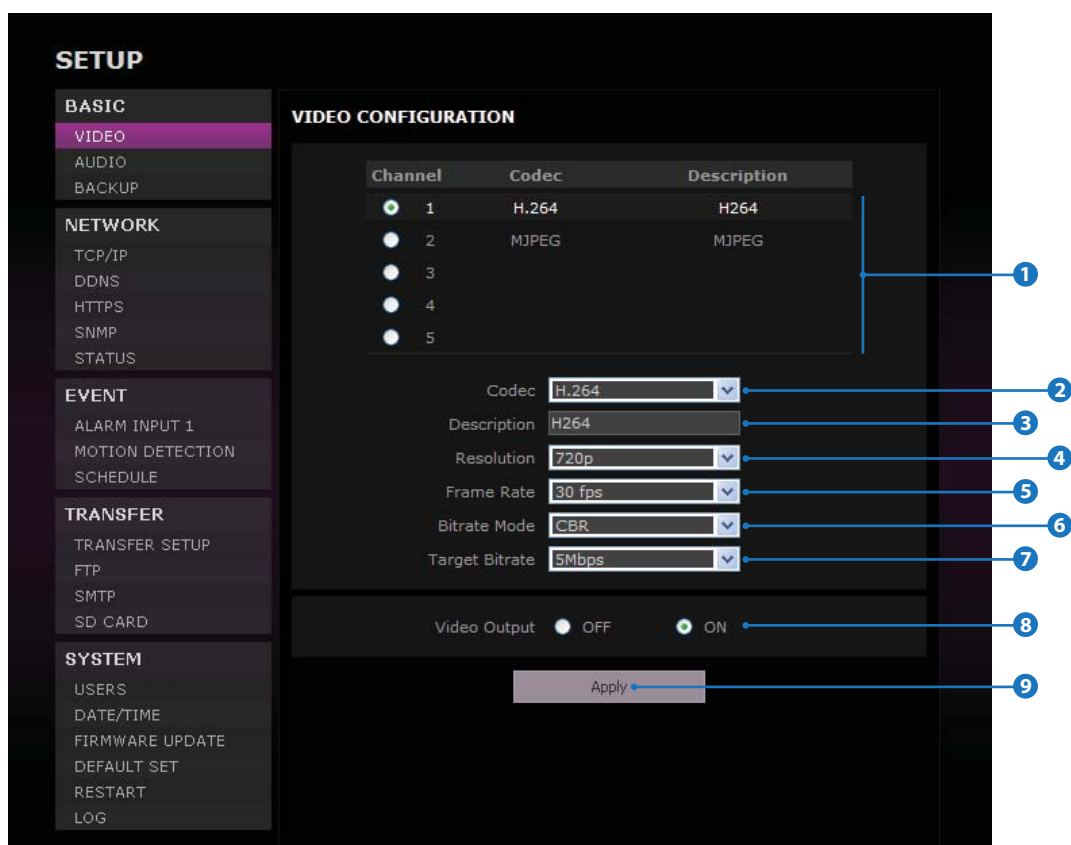 SETUP
BASIC
VIDEO
AUDIO
BACKUP
NETWORK
TCP/IP
DDNS
HTTPS
SNMP
STATUS
EVENT
ALARM INPUT 1
MOTION DETECTION
SCHEDULE
TRANSFER
TRANSFER SETUP
FTP
SMTP
SD CARD
SYSTEM
USERS
DATE/TIME
FIRMWARE UPDATE
DEFAULT SET
RESTART
LOG
VIDEO CONFIGURATION
Channel Codec Description
1 H.264 H264
2 MJPEG MJPEG
3
4
5
1
Codec H.264 2
Description H264 3
Resolution 720p 4
Frame Rate 30 fps 5
Bitrate Mode CBR 6
Target Bitrate 5Mbps 7
Video Output OFF ON 8
Apply 9